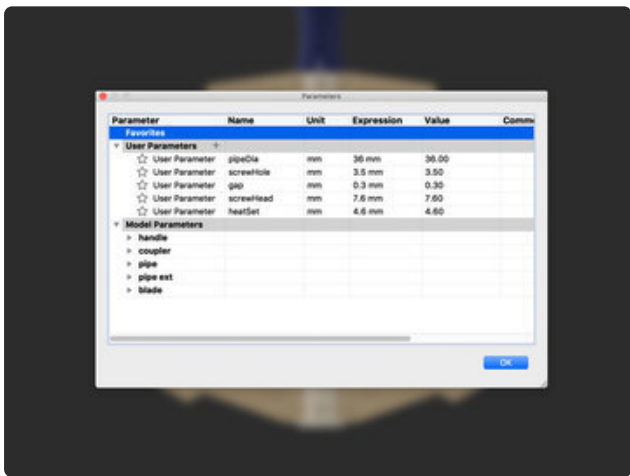 Parameters
Parameter Name Unit Expression Value Comme
Favorites
User Parameters +
User Parameter pipeDia mm 36 mm 36.00
User Parameter screwHole mm 3.5 mm 3.50
User Parameter gap mm 0.3 mm 0.30
User Parameter screwHead mm 7.6 mm 7.60
User Parameter heatSet mm 4.6 mm 4.60
Model Parameters
handle
coupler
pipe
pipe ext
blade
OK